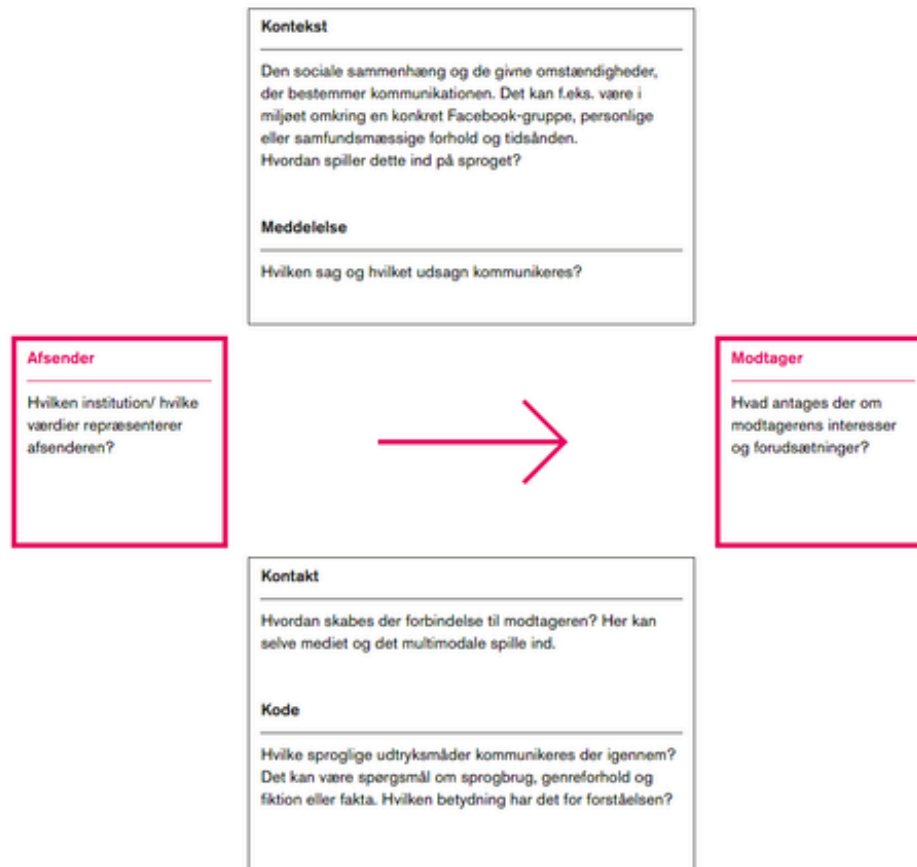 Kontekst
Den sociale sammenhæng og de givne omstændigheder,
der bestemmer kommunikationen. Det kan f.eks. være i
miljøet omkring en konkret Facebook-gruppe, personlige
eller samfundsmæssige forhold og tidsånden.
Hvordan spiller dette ind på sproget?
Meddelelse
Hvilken sag og hvilket udsagn kommunikeres?
Afsender
Hvilken institution/ hvilke
værdier repræsenterer
afsenderen?
Modtager
Hvad antages der om
modtagerens interesser
og forudsætninger?
Kontakt
Hvordan skabes der forbindelse til modtageren? Her kan
selve mediet og det multimodale spille ind.
Kode
Hvilke sproglige udtryksmåder kommunikeres der igennem?
Det kan være spørgsmål om sprogbrug, genreforhold og
fiktion eller fakta. Hvilken betydning har det for forståelsen?